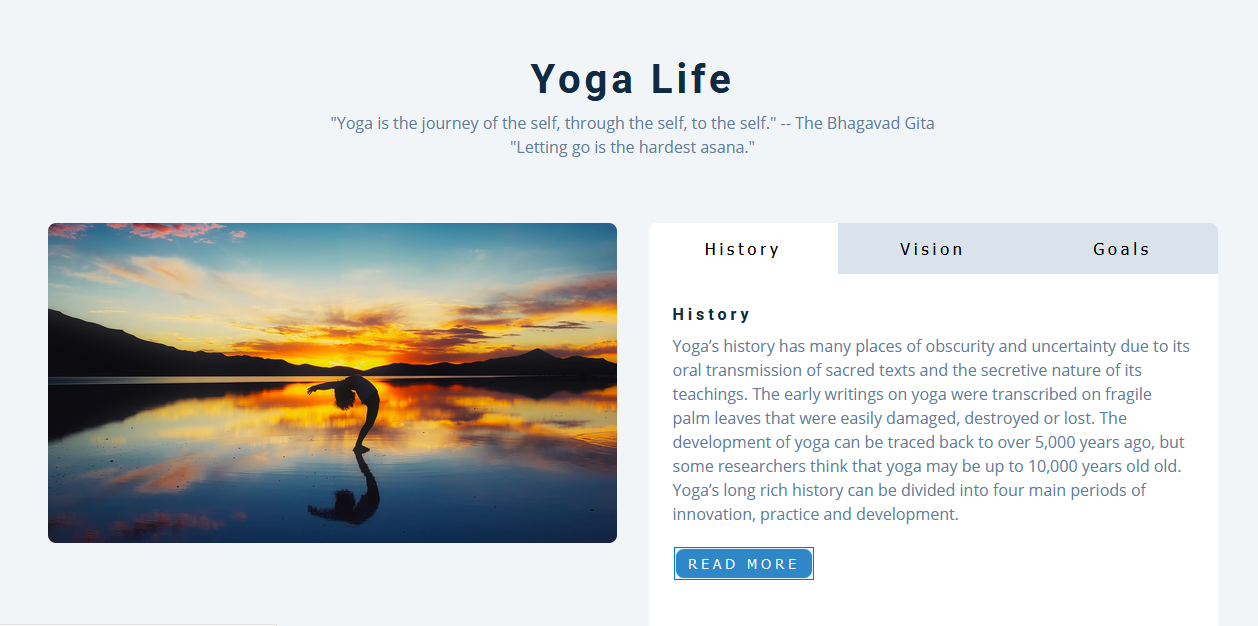 Yoga Life
"Yoga is the journey of the self, through the self, to the self." -- The Bhagavad Gita
"Letting go is the hardest asana."
History Vision Goals
History
Yoga’s history has many places of obscurity and uncertainty due to its
oral transmission of sacred texts and the secretive nature of its
teachings. The early writings on yoga were transcribed on fragile
palm leaves that were easily damaged, destroyed or lost. The
development of yoga can be traced back to over 5,000 years ago, but
some researchers think that yoga may be up to 10,000 years old old.
Yoga’s long rich history can be divided into four main periods of
innovation, practice and development.
READ MORE